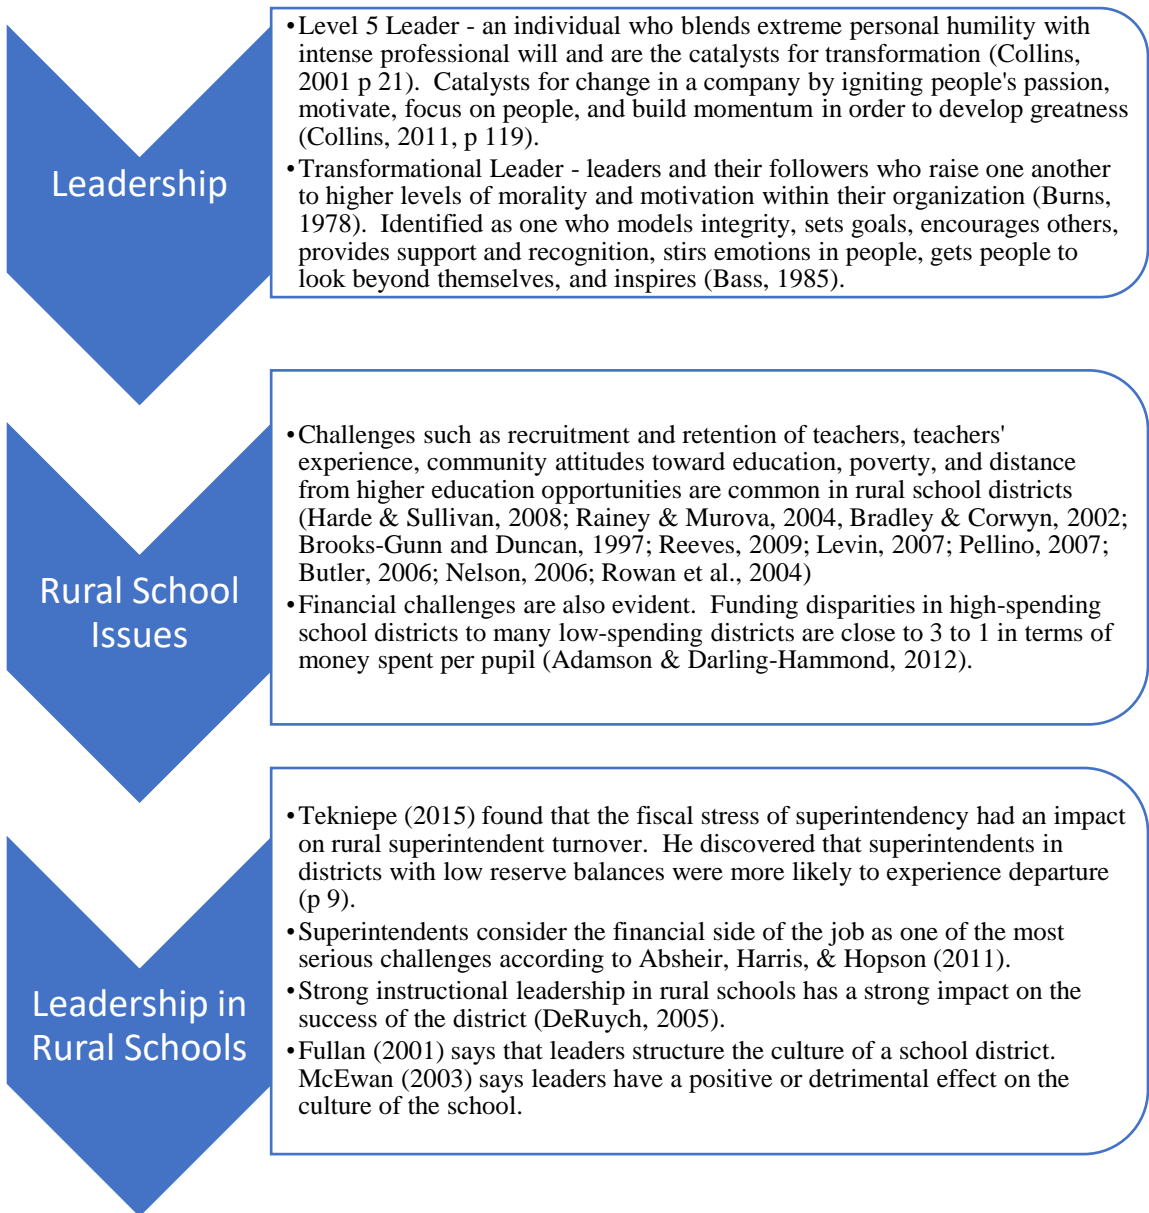 Leadership
•Level 5 Leader - an individual who blends extreme personal humility with
intense professional will and are the catalysts for transformation (Collins,
2001 p 21).  Catalysts for change in a company by igniting people's passion,
motivate, focus on people, and build momentum in order to develop greatness
(Collins, 2011, p 119).
•Transformational Leader - leaders and their followers who raise one another
to higher levels of morality and motivation within their organization (Burns,
1978).  Identified as one who models integrity, sets goals, encourages others,
provides support and recognition, stirs emotions in people, gets people to
look beyond themselves, and inspires (Bass, 1985).
Rural School
Issues
•Challenges such as recruitment and retention of teachers, teachers'
experience, community attitudes toward education, poverty, and distance
from higher education opportunities are common in rural school districts
(Harde & Sullivan, 2008; Rainey & Murova, 2004, Bradley & Corwyn, 2002;
Brooks-Gunn and Duncan, 1997; Reeves, 2009; Levin, 2007; Pellino, 2007;
Butler, 2006; Nelson, 2006; Rowan et al., 2004)
•Financial challenges are also evident.  Funding disparities in high-spending
school districts to many low-spending districts are close to 3 to 1 in terms of
money spent per pupil (Adamson & Darling-Hammond, 2012).
Leadership in
Rural Schools
•Tekniepe (2015) found that the fiscal stress of superintendency had an impact
on rural superintendent turnover.  He discovered that superintendents in
districts with low reserve balances were more likely to experience departure
(p 9).
•Superintendents consider the financial side of the job as one of the most
serious challenges according to Absheir, Harris, & Hopson (2011).
•Strong instructional leadership in rural schools has a strong impact on the
success of the district (DeRuych, 2005).
•Fullan (2001) says that leaders structure the culture of a school district.
McEwan (2003) says leaders have a positive or detrimental effect on the
culture of the school.